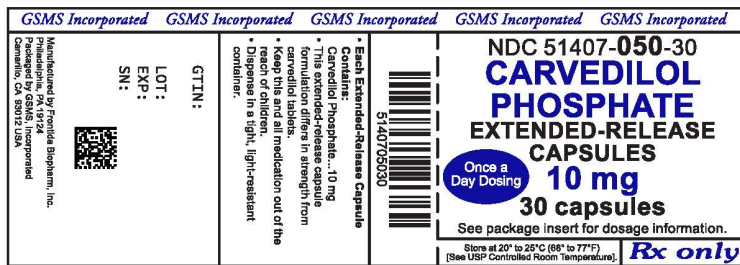 GSMS Incorporated GSMS Incorporated GSMS Incorporated GSMS Incorporated GSMS Incorporated
NDC 51407-050-30
CARVEDILOL
PHOSPHATE
EXTENDED-RELEASE
CAPSULES
Once a
Day Dosing
10 mg
30 capsules
See package insert for dosage information.
Store at 20° to 25°C (68° to 77°F)
[See USP Controlled Room Temperature].
Rx only
5140705030
• Each Extended-Release Capsule
Contains:
Carvedilol Phosphate...10 mg
• This extended-release capsule
formulation differs in strength from
carvedilol tablets.
• Keep this and all medication out of the
reach of children.
• Dispense in a tight, light-resistant
container.
GTIN:
LOT:
EXP:
SN:
Manufactured by Frontida Biopharm, Inc.
Philadelphia, PA 19124
Packaged by GSMS, Incorporated
Camarillo, CA 93012 USA